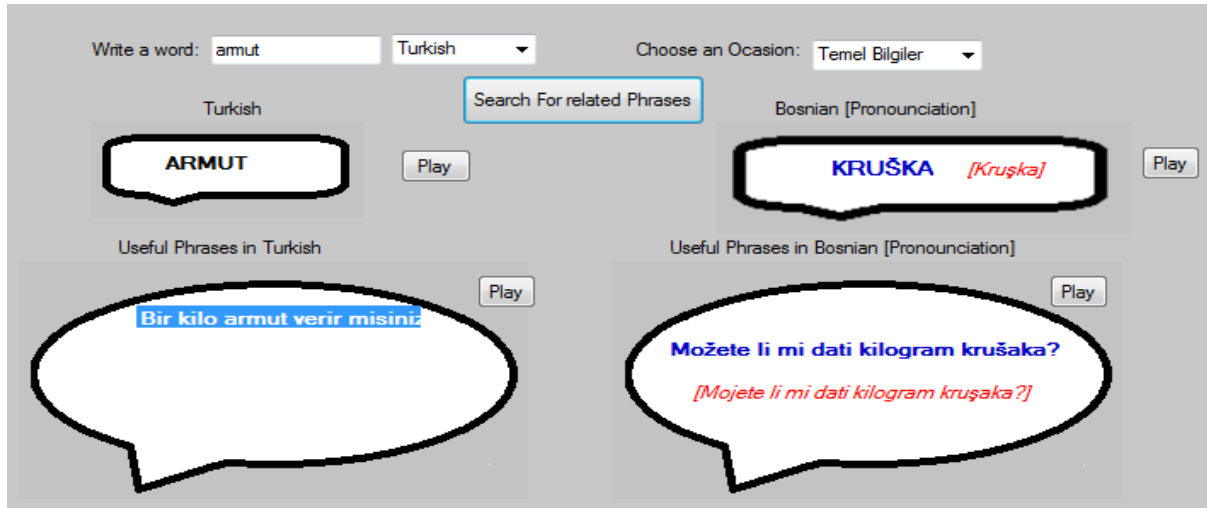 Write a word: armut Turkish Choose an Ocasion: Temel Bilgiler
Search For related Phrases
Turkish Bosnian [Pronounciation]
ARMUT Play KRUŠKA [Kruşka] Play
Useful Phrases in Turkish Useful Phrases in Bosnian [Pronounciation]
Play Play
Bir kilo armut verir misiniz
Možete li mi dati kilogram krušaka?
[Mojete li mi dati kilogram kruşaka?]